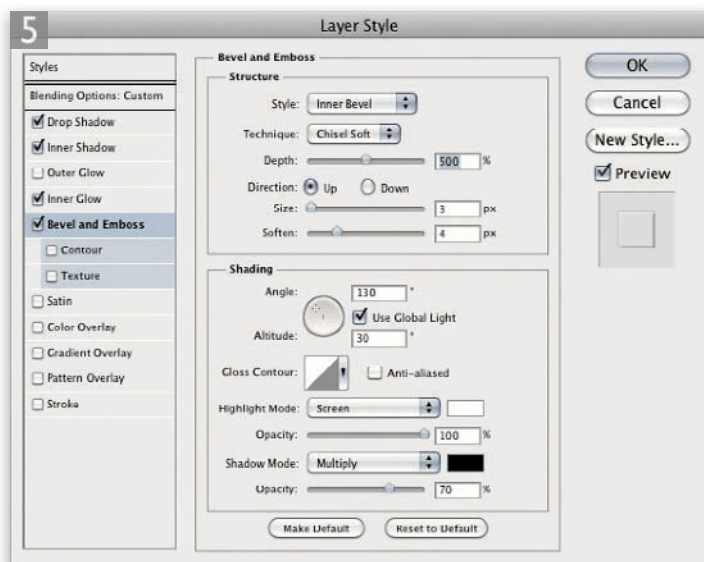 5
Layer Style
Styles
Blending Options: Custom
Drop Shadow
Inner Shadow
Outer Glow
Inner Glow
Bevel and Emboss
Contour
Texture
Satin
Color Overlay
Gradient Overlay
Pattern Overlay
Stroke
Bevel and Emboss
Structure
Style: Inner Bevel
Technique: Chisel Soft
Depth: 500 %
Direction: Up Down
Size: 3 px
Soften: 4 px
Shading
Angle: 130 °
Use Global Light
Altitude: 30 °
Gloss Contour: Anti-aliased
Highlight Mode: Screen
Opacity: 100 %
Shadow Mode: Multiply
Opacity: 70 %
Make Default Reset to Default
OK
Cancel
New Style...
Preview